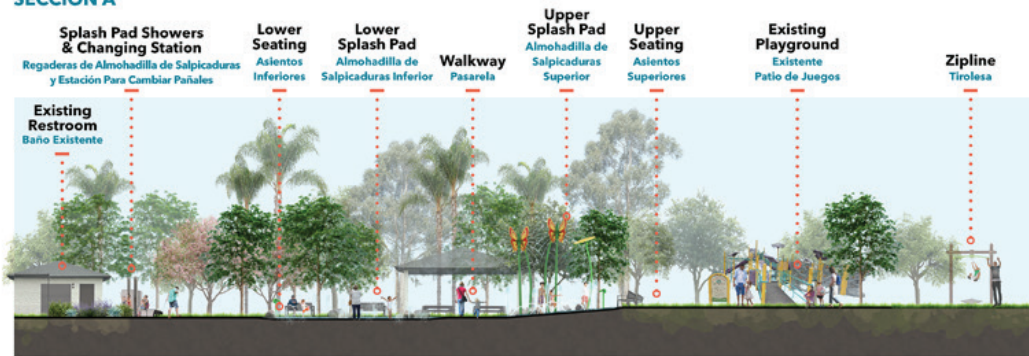 SECCIÓN A
Splash Pad Showers
& Changing Station
Regaderas de Almohadilla de Salpicaduras
y Estación Para Cambiar Pañales
Lower
Seating
Asientos
Inferiores
Lower
Splash Pad
Almohadilla de
Salpicaduras Inferior
Walkway
Pasarela
Upper
Splash Pad
Almohadilla de
Salpicaduras
Superior
Upper
Seating
Asientos
Superiores
Existing
Playground
Existente
Patio de Juegos
Zipline
Tirolesa
Existing
Restroom
Baño Existente